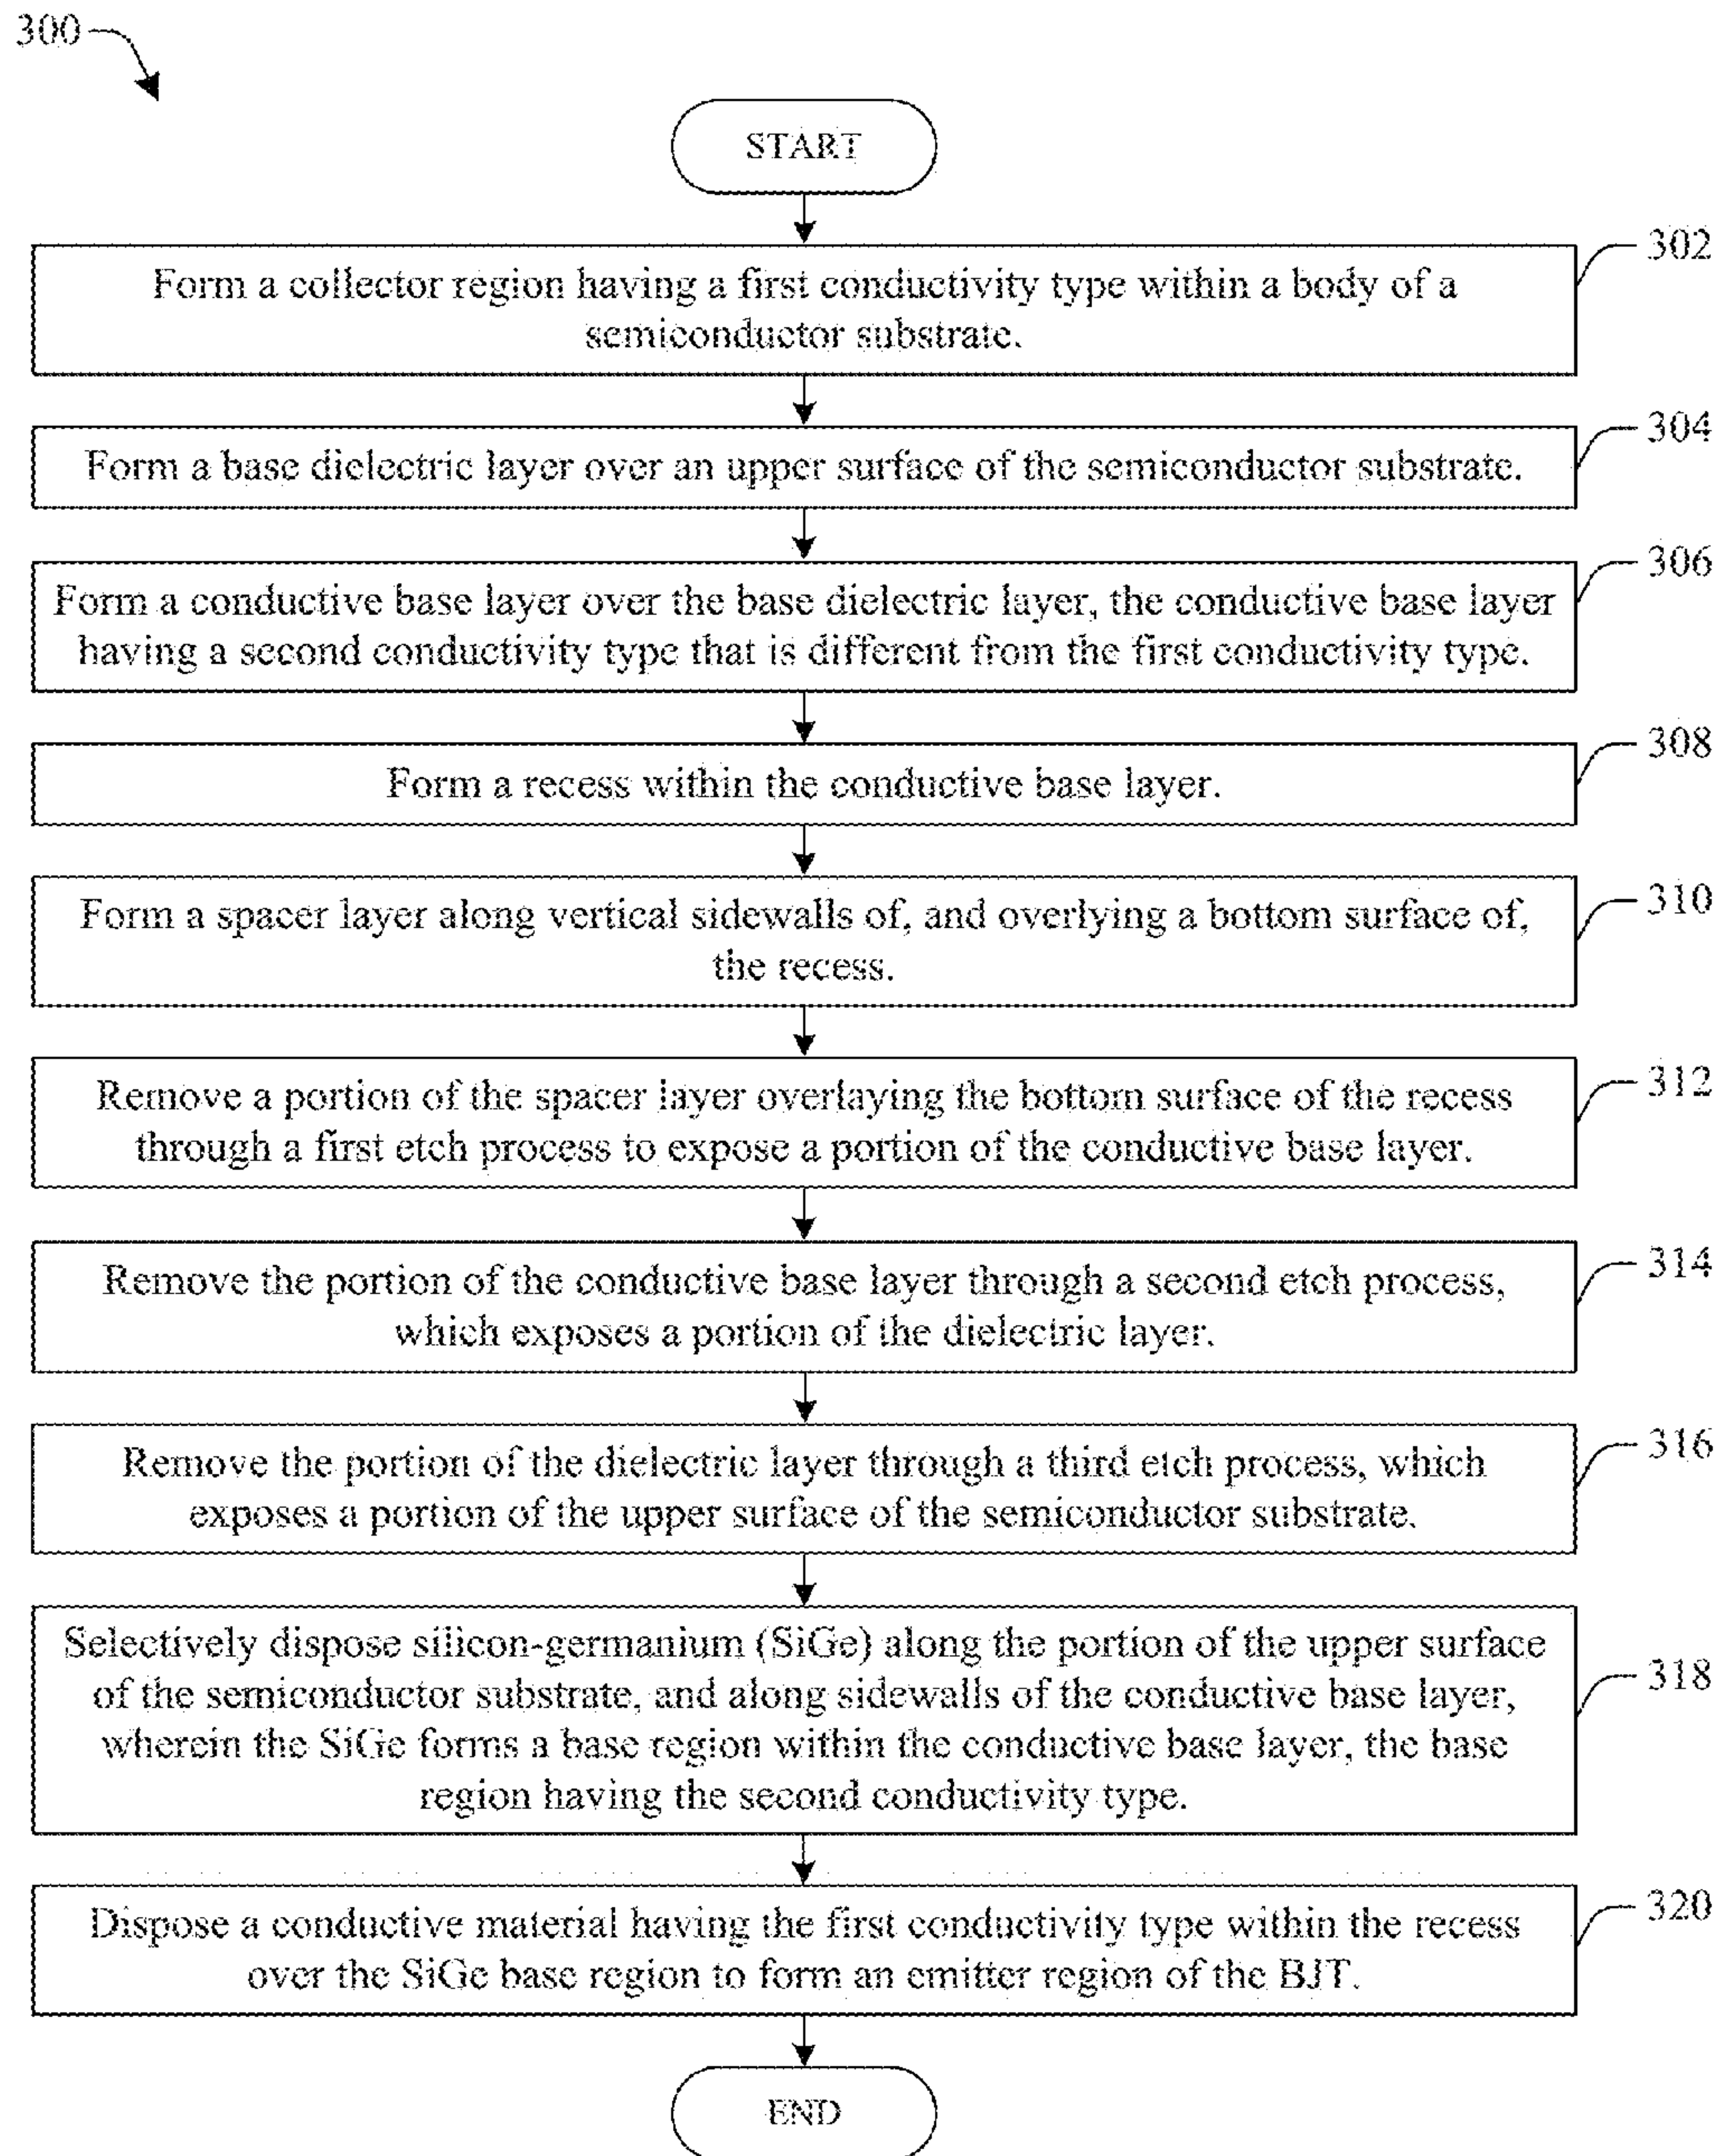 300
START
302
Form a collector region having a first conductivity type within a body of a
semiconductor substrate.
304
Form a base dielectric layer over an upper surface of the semiconductor substrate.
306
Form a conductive base layer over the base dielectric layer, the conductive base layer
having a second conductivity type that is different from the first conductivity type.
308
Form a recess within the conductive base layer.
310
Form a spacer layer along vertical sidewalls of, and overlying a bottom surface of,
the recess.
312
Remove a portion of the spacer layer overlaying the bottom surface of the recess
through a first etch process to expose a portion of the conductive base layer.
314
Remove the portion of the conductive base layer through a second etch process,
which exposes a portion of the dielectric layer.
316
Remove the portion of the dielectric layer through a third etch process, which
exposes a portion of the upper surface of the semiconductor substrate.
318
Selectively dispose silicon-germanium (SiGe) along the portion of the upper surface
of the semiconductor substrate, and along sidewalls of the conductive base layer,
wherein the SiGe forms a base region within the conductive base layer, the base
region having the second conductivity type.
320
Dispose a conductive material having the first conductivity type within the recess
over the SiGe base region to form an emitter region of the BJT.
END